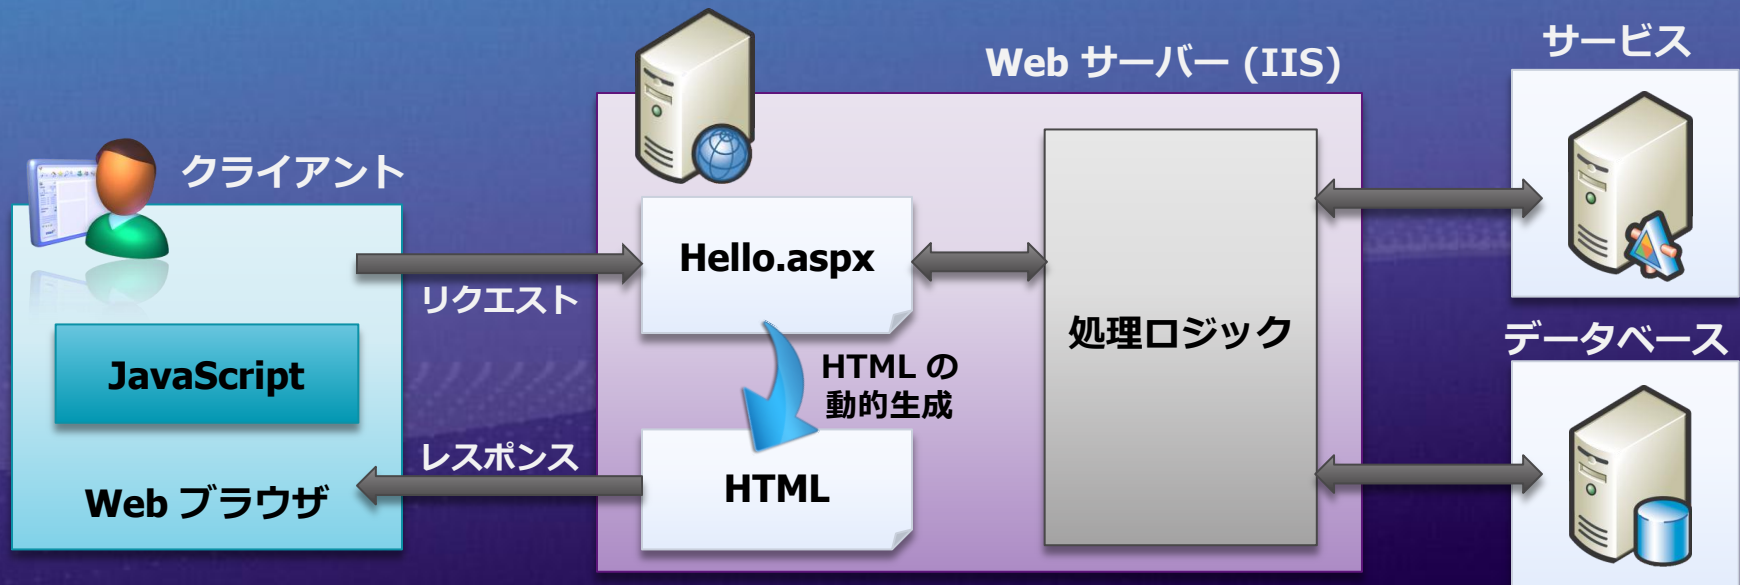 クライアント
JavaScript
Web ブラウザ
リクエスト
レスポンス
Web サーバー (IIS)
Hello.aspx
HTML の
動的生成
HTML
処理ロジック
サービス
データベース